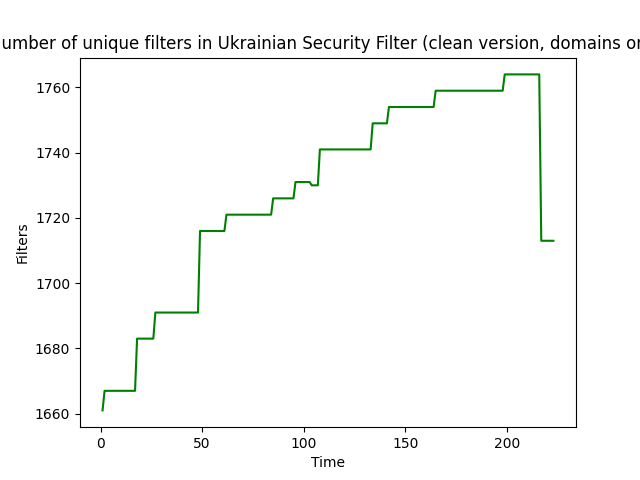 umber of unique filters in Ukrainian Security Filter (clean version, domains or
1760
1740
1720
1700
1680
1660
Filters
0 50 100 150 200
Time